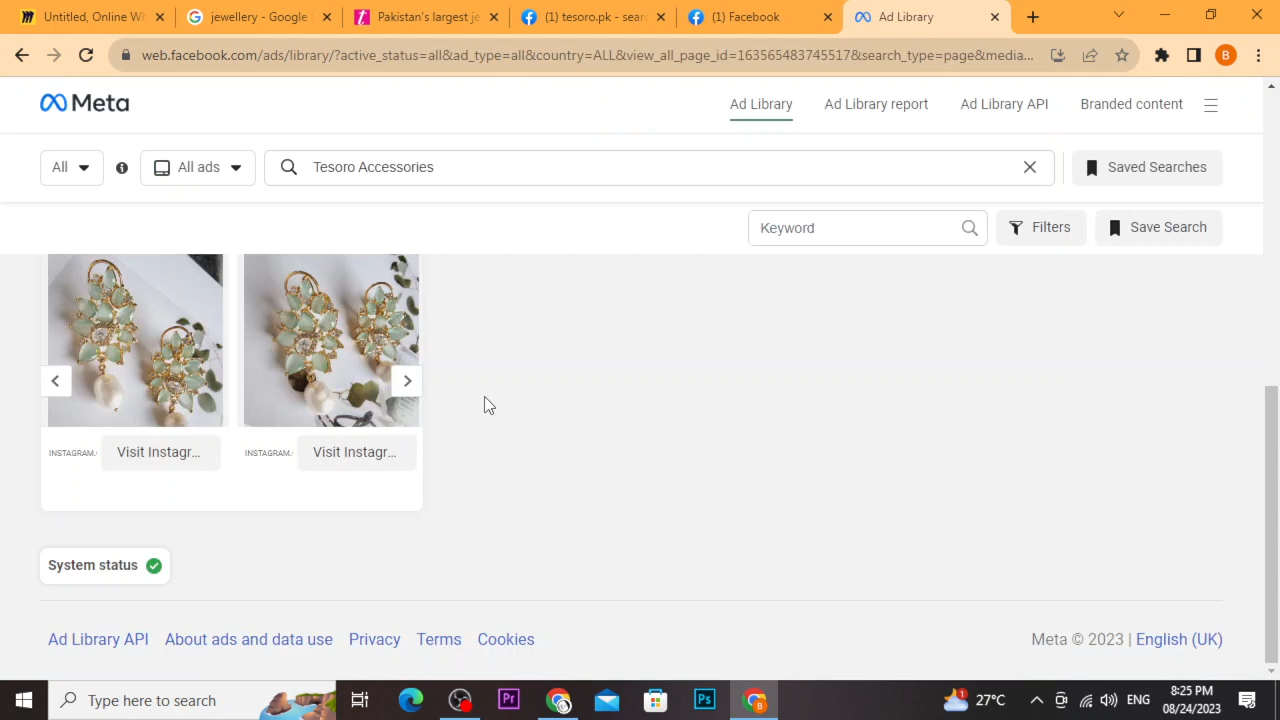 Untitled, Online Wh
jewellery - Google S
Pakistan's largest je
(1) tesoro.pk - sear
(1) Facebook
Ad Library
web.facebook.com/ads/library/?active_status=all&ad_type=all&country=ALL&view_all_page_id=163565483745517&search_type=page&media...
B
Meta
Ad Library
Ad Library report
Ad Library API
Branded content
All
All ads
Tesoro Accessories
Saved Searches
Keyword
Filters
Save Search
INSTAGRAM.
Visit Instagr...
INSTAGRAM.
Visit Instagr...
System status
Ad Library API
About ads and data use
Privacy
Terms
Cookies
Meta © 2023 | English (UK)
Type here to search
Pr
Ps
B
1
27°C
ENG
8:25 PM
08/24/2023